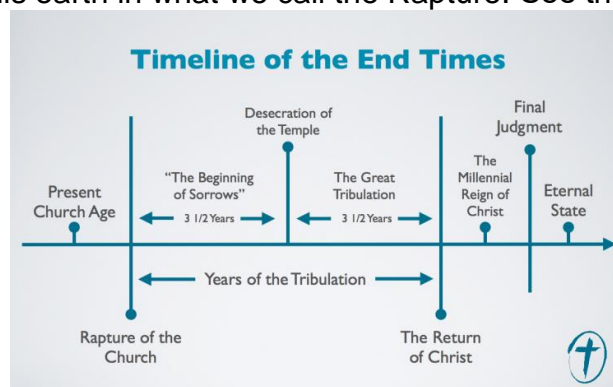 is earth in what we call the Rapture. See th
Timeline of the End Times
Desecration of
the Temple
Final
Judgment
"The Beginning
of Sorrows"
3 1/2 Years
The Great
Tribulation
3 1/2 Years
The
Millennial
Reign of
Christ
Present
Church Age
Eternal
State
Years of the Tribulation
Rapture of the
Church
The Return
of Christ